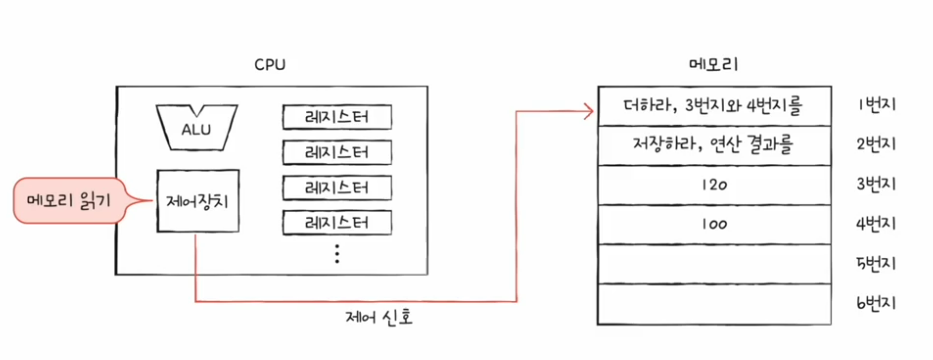 CPU
ALU
레지스터
레지스터
레지스터
레지스터
메모리 읽기
제어장치
제어 신호
메모리
더하라, 3번지와 4번지를 1번지
저장하라, 연산 결과를 2번지
120 3번지
100 4번지
5번지
6번지